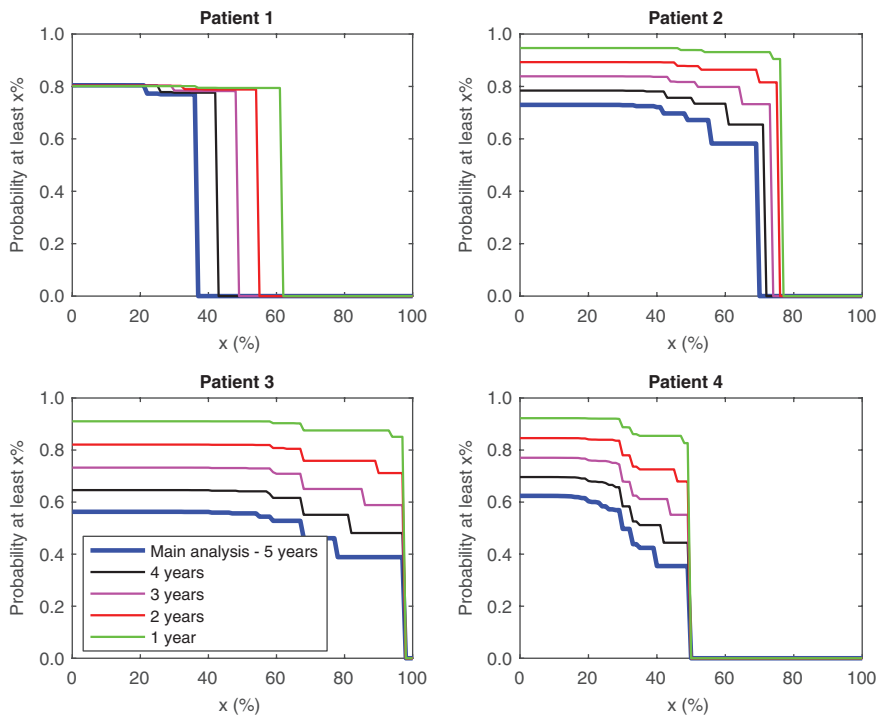 Patient 1
Patient 2
Probability at least x%
1.0
0.8
0.6
0.4
0.2
0.0
0 20 40 60 80 100
x (%)
Probability at least x%
1.0
0.8
0.6
0.4
0.2
0.0
0 20 40 60 80 100
x (%)
Patient 3
Patient 4
Probability at least x%
1.0
0.8
0.6
0.4
0.2
0.0
Main analysis - 5 years
4 years
3 years
2 years
1 year
0 20 40 60 80 100
x (%)
Probability at least x%
1.0
0.8
0.6
0.4
0.2
0.0
0 20 40 60 80 100
x (%)